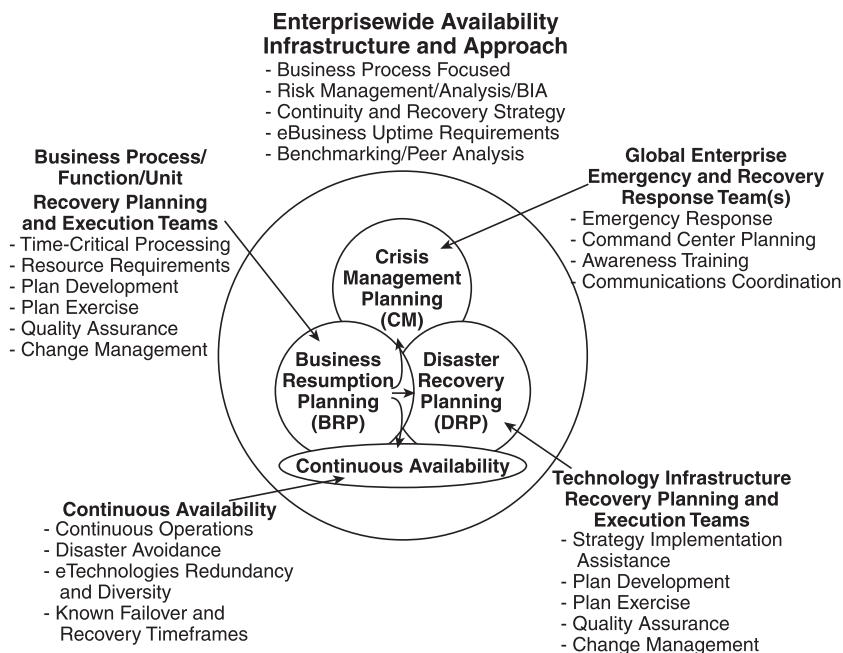 Enterprisewide Availability
Infrastructure and Approach
- Business Process Focused
- Risk Management/Analysis/BIA
- Continuity and Recovery Strategy
- eBusiness Uptime Requirements
- Benchmarking/Peer Analysis
Business Process/
Function/Unit
Recovery Planning
and Execution Teams
- Time-Critical Processing
- Resource Requirements
- Plan Development
- Plan Exercise
- Quality Assurance
- Change Management
Global Enterprise
Emergency and Recovery
Response Team(s)
- Emergency Response
- Command Center Planning
- Awareness Training
- Communications Coordination
Crisis
Management
Planning
(CM)
Business
Resumption
Planning
(BRP)
Disaster
Recovery
Planning
(DRP)
Continuous Availability
Continuous Availability
- Continuous Operations
- Disaster Avoidance
- eTechnologies Redundancy
and Diversity
- Known Failover and
Recovery Timeframes
Technology Infrastructure
Recovery Planning and
Execution Teams
- Strategy Implementation
Assistance
- Plan Development
- Plan Exercise
- Quality Assurance
- Change Management